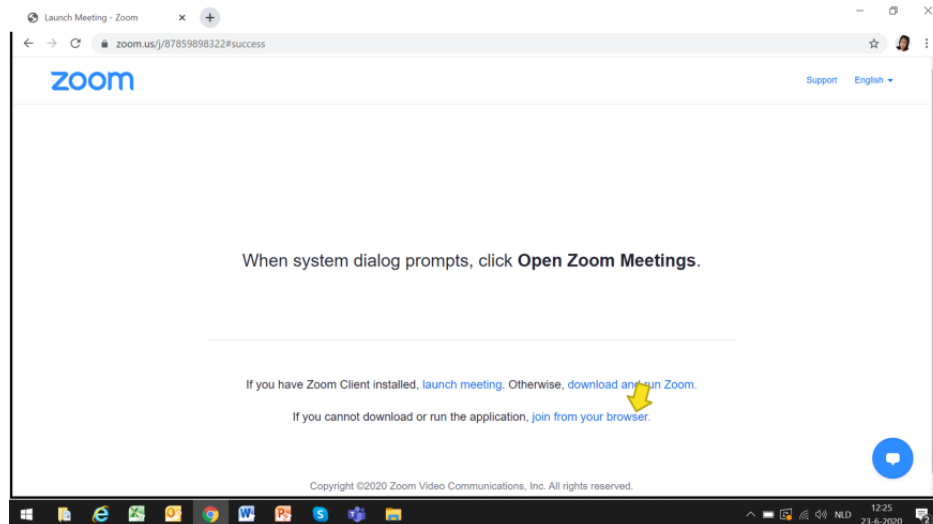 Launch Meeting - Zoom
zoom.us/j/87859898322#success
zoom
Support English
When system dialog prompts, click Open Zoom Meetings.
If you have Zoom Client installed, launch meeting. Otherwise, download and run Zoom.
If you cannot download or run the application, join from your browser.
Copyright ©2020 Zoom Video Communications, Inc. All rights reserved.
NLD
12:25
23-6-2020
2